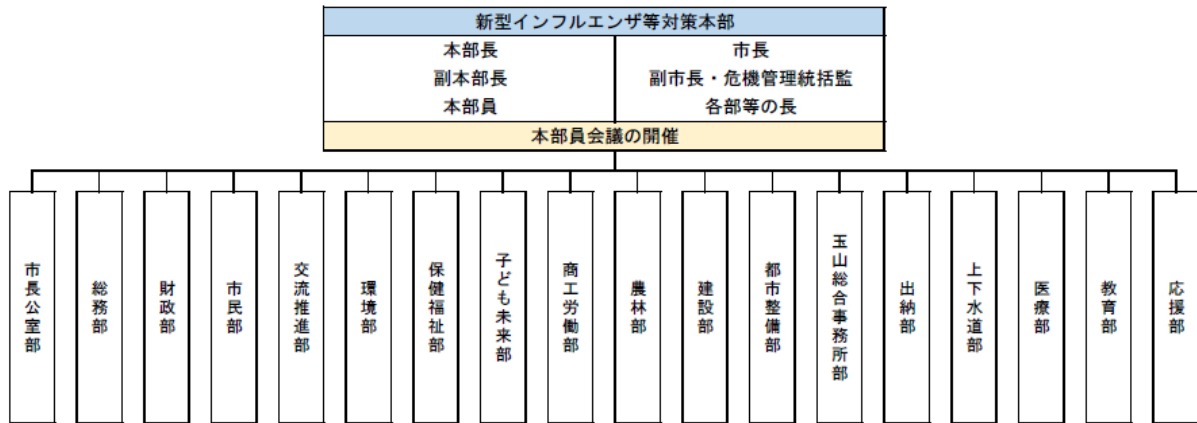 新型インフルエンザ等対策本部
本部長 市長
副本部長 副市長・危機管理統括監
本部員 各部等の長
本部員会議の開催
市長公室部
総務部
財政部
市民部
交流推進部
環境部
保健福祉部
子ども未来部
商工労働部
農林部
建設部
都市整備部
玉山総合事務所部
出納部
上下水道部
医療部
教育部
応援部